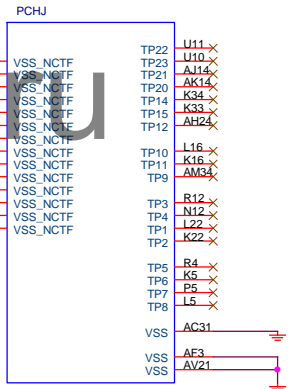 PCHJ
TP22 U11
TP23 U10
VSS_NCTF TP21 AJ14
VSS_NCTF TP20 AK14
VSS_NCTF TP14 K34
VSS_NCTF TP15 K33
VSS_NCTF TP12 AH24
VSS_NCTF
VSS_NCTF TP10 L16
VSS_NCTF TP11 K16
VSS_NCTF TP9 AM34
VSS_NCTF
VSS_NCTF TP3 R12
VSS_NCTF TP4 N12
VSS_NCTF TP1 L22
VSS_NCTF TP2 K22
TP5 R4
TP6 K5
TP7 P5
TP8 L5
VSS AC31
VSS AF3
VSS AV21
ru